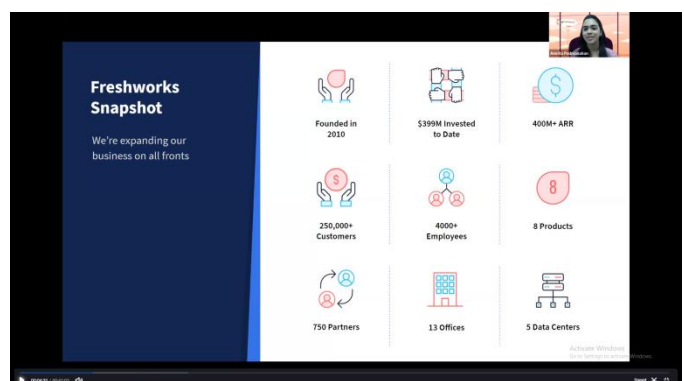 Freshworks
Snapshot
We're expanding our
business on all fronts
Founded in
2010
$399M Invested
to Date
400M+ ARR
$
250,000+
Customers
4000+
Employees
8
8 Products
750 Partners
13 Offices
5 Data Centers
Activate Windows